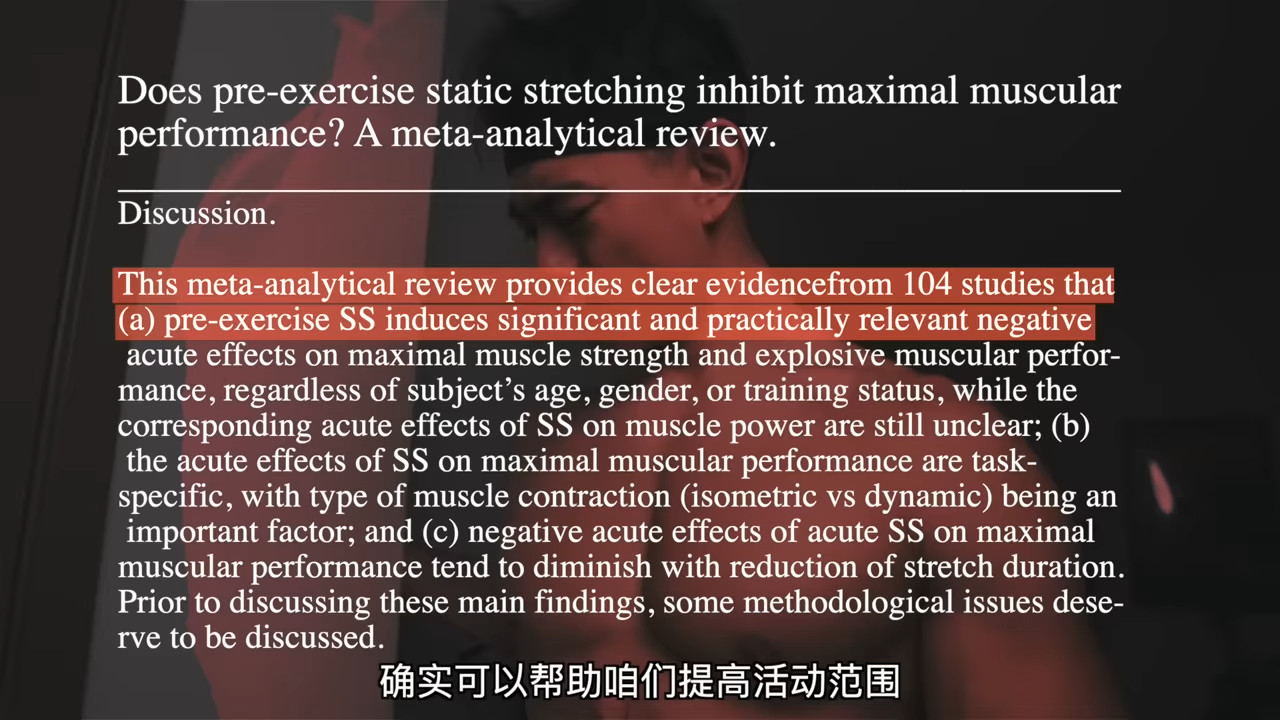 Does pre-exercise static stretching inhibit maximal muscular
performance? A meta-analytical review.
Discussion.
This meta-analytical review provides clear evidencefrom 104 studies that
(a) pre-exercise SS induces significant and practically relevant negative
acute effects on maximal muscle strength and explosive muscular perfor-
mance, regardless of subject’s age, gender, or training status, while the
corresponding acute effects of SS on muscle power are still unclear; (b)
the acute effects of SS on maximal muscular performance are task-
specific, with type of muscle contraction (isometric vs dynamic) being an
important factor; and (c) negative acute effects of acute SS on maximal
muscular performance tend to diminish with reduction of stretch duration.
Prior to discussing these main findings, some methodological issues dese-
rve to be discussed.
确实可以帮助咱们提高活动范围